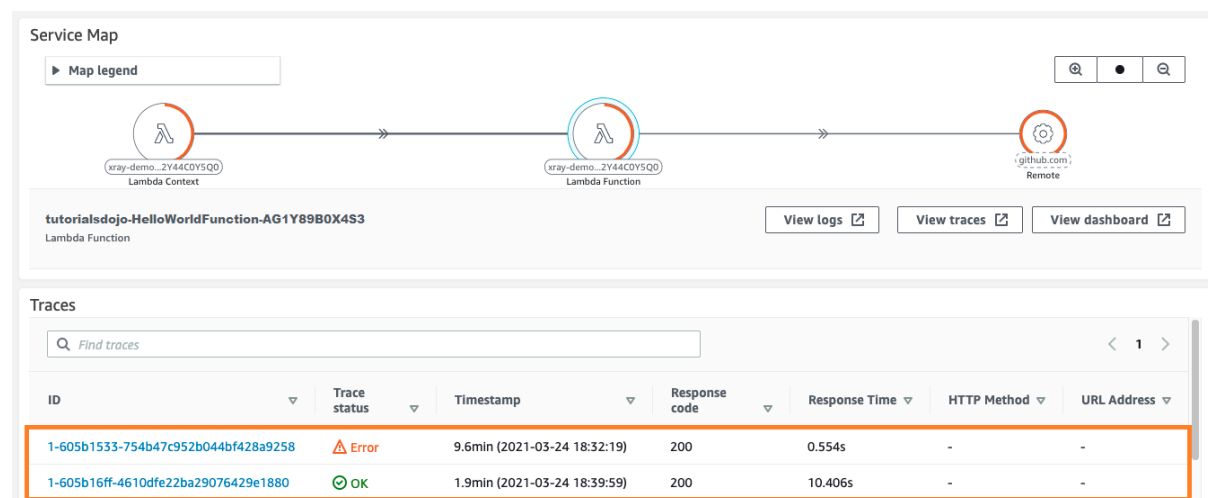 Service Map
Map legend
xray-demo...2Y44C0Y5Q0
Lambda Context
xray-demo...2Y44C0Y5Q0
Lambda Function
github.com
Remote
tutorialsdojo-HelloWorldFunction-AG1Y89B0X4S3
Lambda Function
View logs
View traces
View dashboard
Traces
Find traces
1
ID Trace status Timestamp Response code Response Time HTTP Method URL Address
1-605b1533-754b47c952b044bf428a9258 Error 9.6min (2021-03-24 18:32:19) 200 0.554s - -
1-605b16ff-4610dfe22ba29076429e1880 OK 1.9min (2021-03-24 18:39:59) 200 10.406s - -